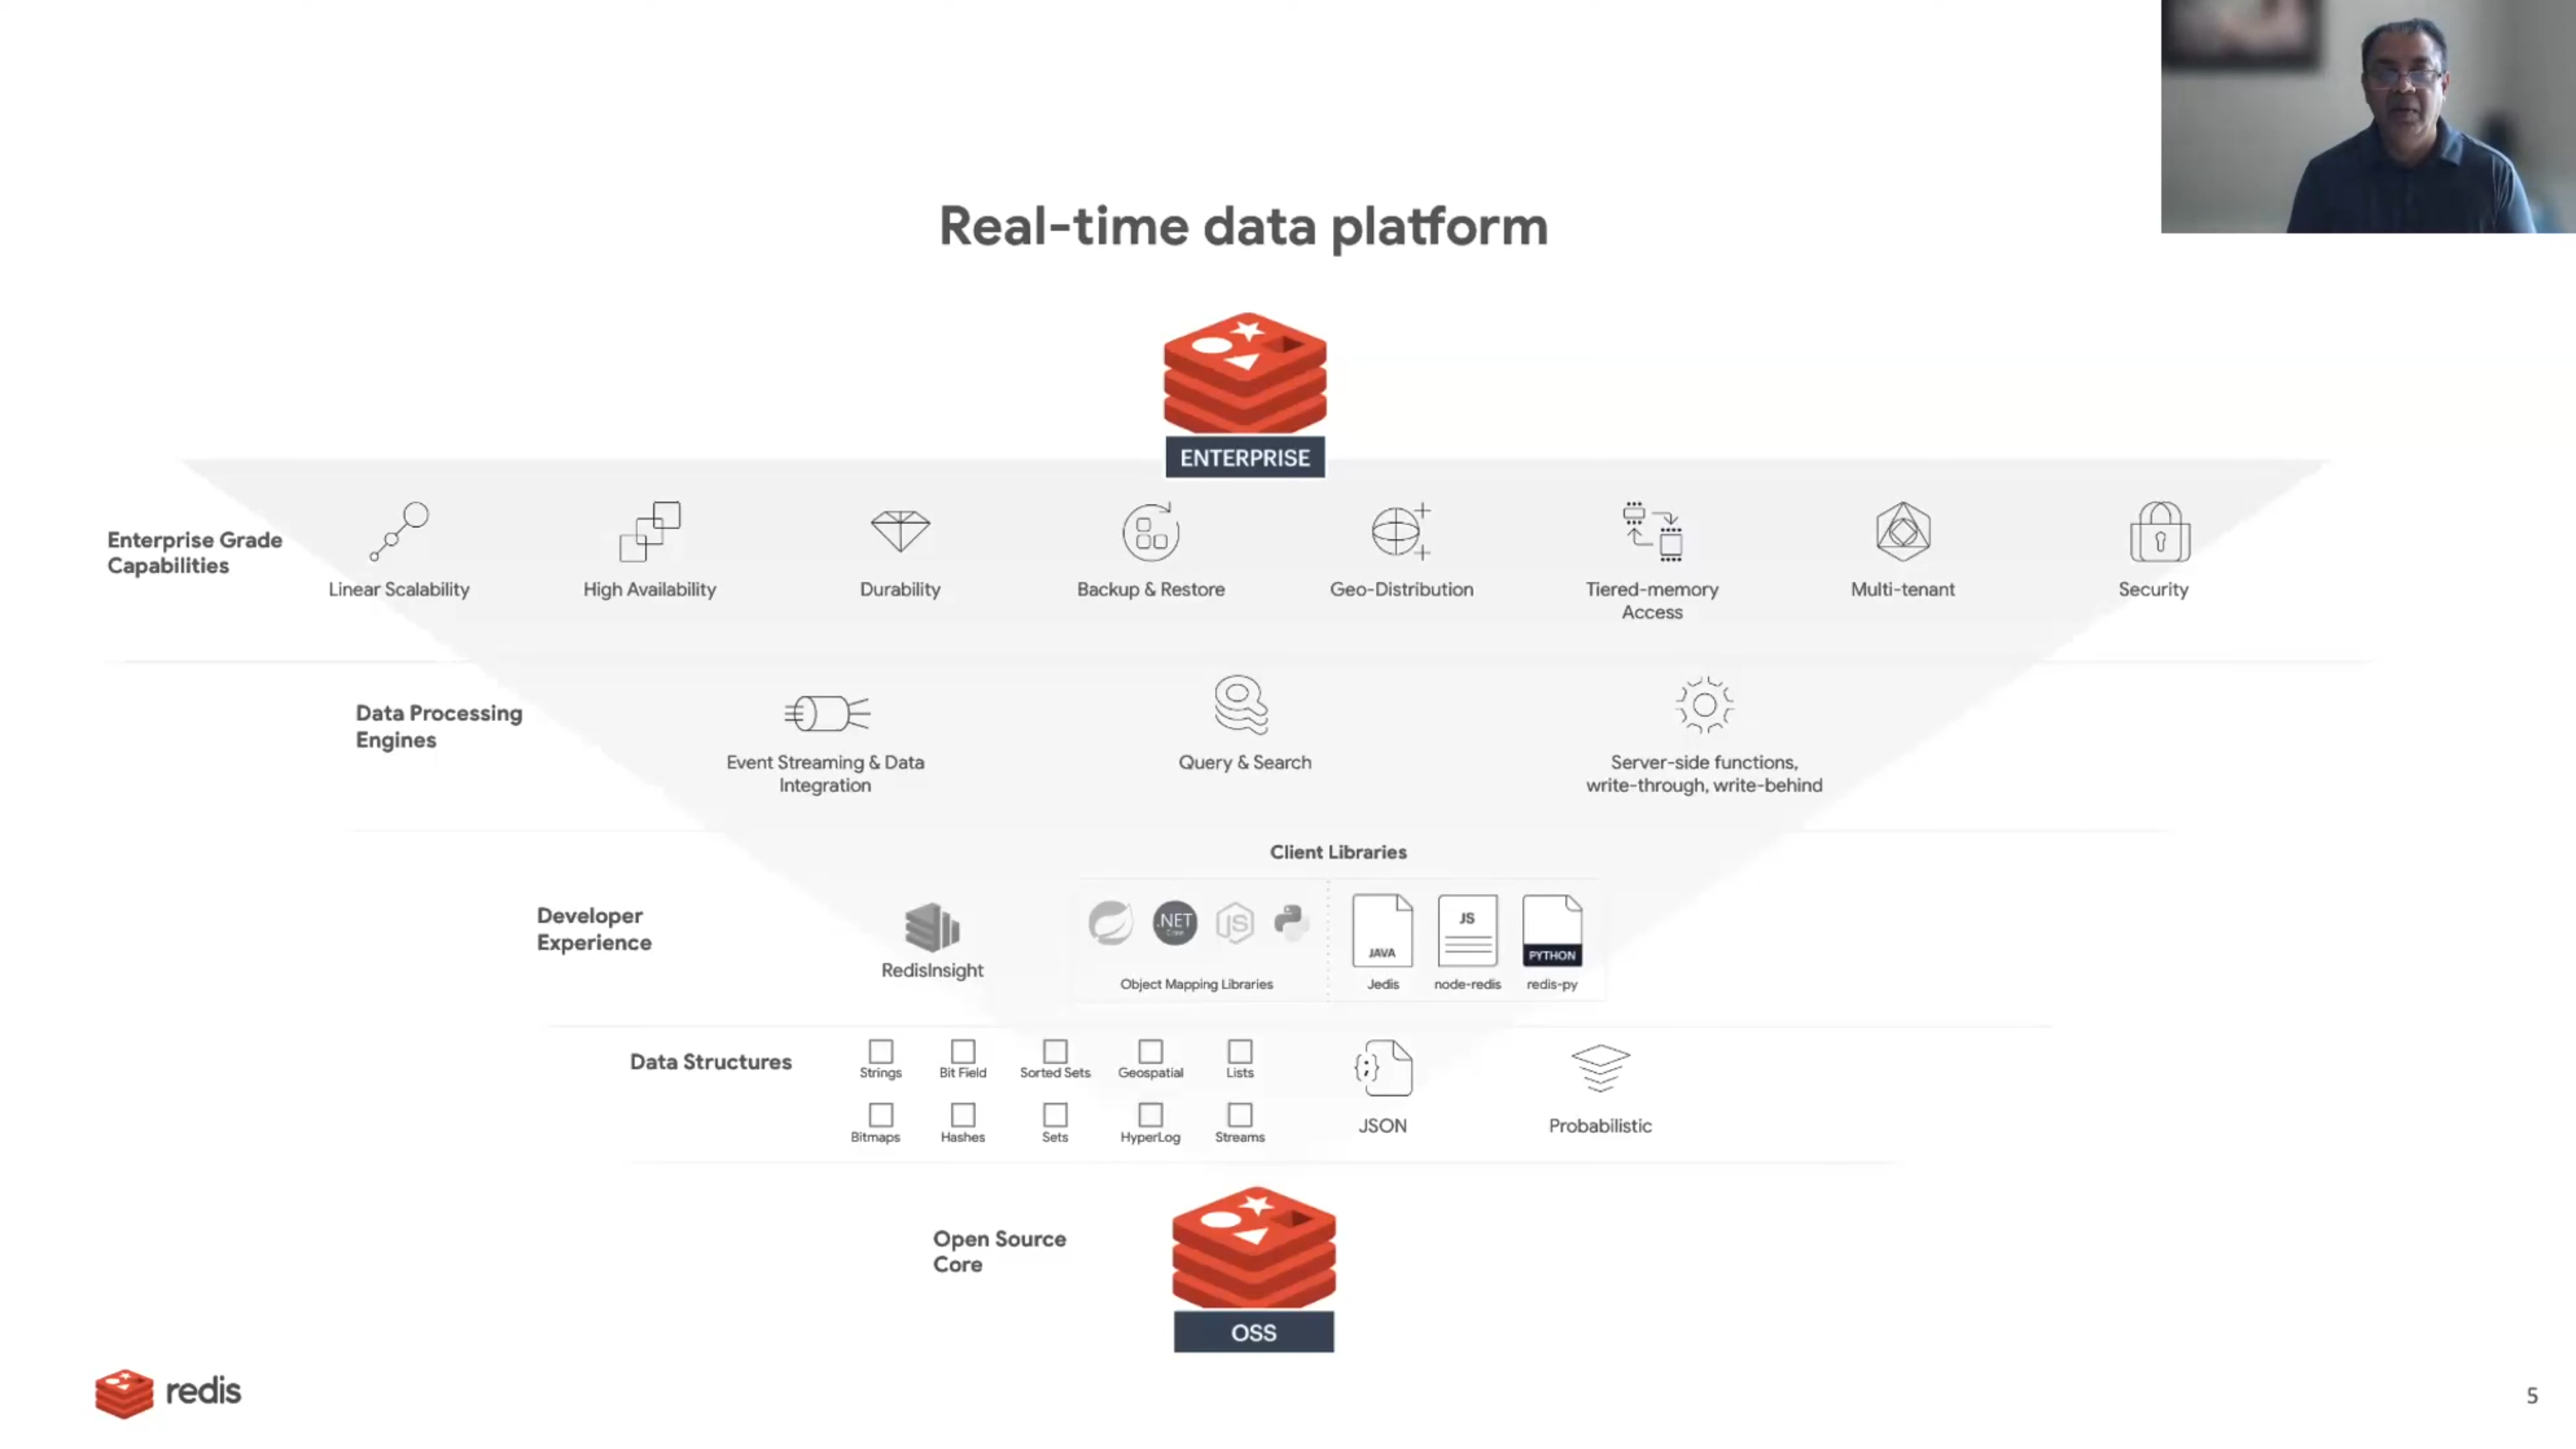 Real-time data platform
ENTERPRISE
Enterprise Grade
Capabilities
Linear Scalability
High Availability
Durability
Backup & Restore
Geo-Distribution
Tiered-memory
Access
Multi-tenant
Security
Data Processing
Engines
Event Streaming & Data
Integration
Query & Search
Server-side functions,
write-through, write-behind
Developer
Experience
RedisInsight
Client Libraries
.NET
Core
JS
Object Mapping Libraries
JAVA
Jedis
JS
node-redis
PYTHON
redis-py
Data Structures
Strings
Bit Field
Sorted Sets
Geospatial
Lists
Bitmaps
Hashes
Sets
HyperLog
Streams
{;}
JSON
Probabilistic
Open Source
Core
OSS
redis
5